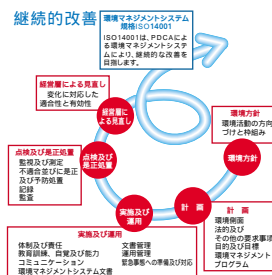 継続的改善
環境マネジメントシステム
規格ISO14001
ISO14001は、PDCAによ
る環境マネジメントシステ
ムにより、継続的な改善を
目指します。
経営層による見直し
変化に対応した
適合性と有効性
経営層に
よる見直し
環境方針
環境活動の方向
づけと枠組み
点検及び是正処置
監視及び測定
不適合並びに是正
及び予防処置
記録
監査
点検及び
是正処置
環境方針
実施及び
運用
計 画
計 画
環境側面
法的及び
その他の要求事項
目的及び目標
環境マネジメント
プログラム
実施及び運用
体制及び責任
教育訓練、自覚及び能力
コミュニケーション
環境マネジメントシステム文書
文書管理
運用管理
緊急事態への準備及び対応